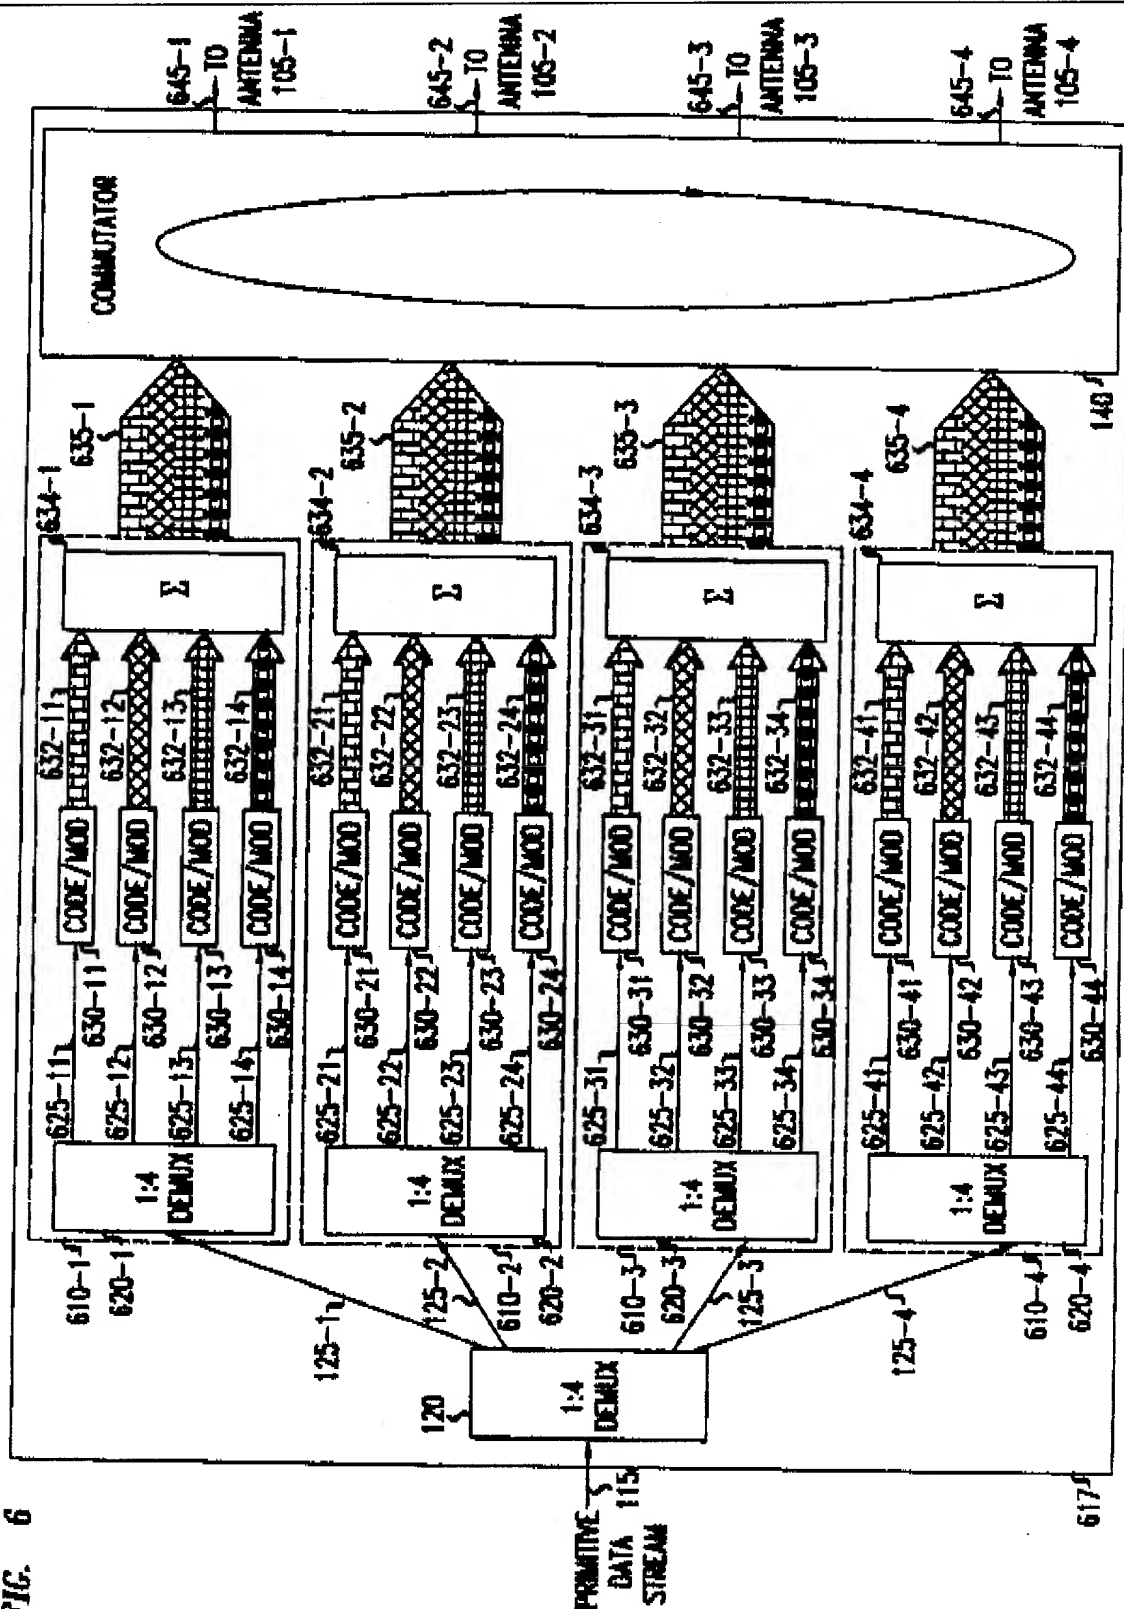 FIG. 6
PRIMITIVE
DATA
STREAM
115
617
120
1:4
DEMUX
125-1
125-2
125-3
125-4
610-1
620-1
1:4
DEMUX
625-11
625-12
625-13
625-14
630-11
630-12
630-13
630-14
CODE/MOD
CODE/MOD
CODE/MOD
CODE/MOD
632-11
632-12
632-13
632-14
Σ
634-1
635-1
610-2
620-2
1:4
DEMUX
625-21
625-22
625-23
625-24
630-21
630-22
630-23
630-24
CODE/MOD
CODE/MOD
CODE/MOD
CODE/MOD
632-21
632-22
632-23
632-24
Σ
634-2
635-2
610-3
620-3
1:4
DEMUX
625-31
625-32
625-33
625-34
630-31
630-32
630-33
630-34
CODE/MOD
CODE/MOD
CODE/MOD
CODE/MOD
632-31
632-32
632-33
632-34
Σ
634-3
635-3
610-4
620-4
1:4
DEMUX
625-41
625-42
625-43
625-44
630-41
630-42
630-43
630-44
CODE/MOD
CODE/MOD
CODE/MOD
CODE/MOD
632-41
632-42
632-43
632-44
Σ
634-4
635-4
COMMUTATOR
140
645-1
TO
ANTENNA
105-1
645-2
TO
ANTENNA
105-2
645-3
TO
ANTENNA
105-3
645-4
TO
ANTENNA
105-4